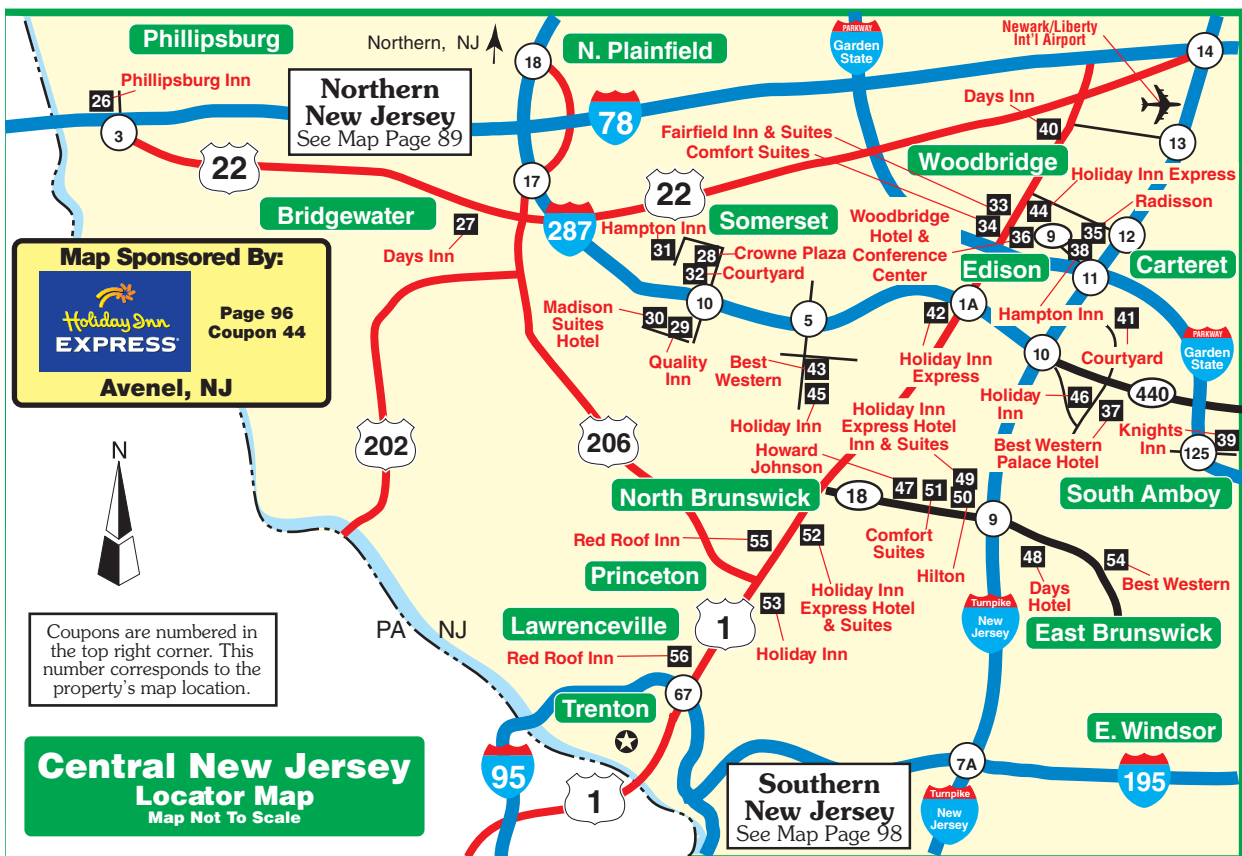 Phillipsburg
Northern, NJ
N. Plainfield
18
PARKWAY
Garden
State
Newark/Liberty
Int'l Airport
14
26
Phillipsburg Inn
3
Northern
New Jersey
See Map Page 89
78
Days Inn
40
13
22
17
22
Fairfield Inn & Suites
Comfort Suites
Woodbridge
Holiday Inn Express
Radisson
Bridgewater
27
Days Inn
287
Hampton Inn
31
Somerset
28
Crowne Plaza
32
Courtyard
10
Woodbridge
Hotel &
Conference
Center
33
34
36
44
9
35
38
12
Edison
11
Carteret
Hampton Inn
Map Sponsored By:
Holiday Inn
EXPRESS
Page 96
Coupon 44
Avenel, NJ
Madison
Suites
Hotel
30
29
Quality
Inn
5
Best
Western
43
45
Holiday Inn
1A
42
Holiday Inn
Express
10
41
Courtyard
PARKWAY
Garden
State
Holiday
Inn
46
440
37
Best Western
Palace Hotel
Knights
Inn
39
125
South Amboy
202
206
Holiday Inn
Express Hotel
Inn & Suites
Howard
Johnson
North Brunswick
18
47
51
49
50
9
Comfort
Suites
Hilton
N
Red Roof Inn
55
52
Holiday Inn
Express Hotel
& Suites
48
Days
Hotel
54
Best Western
Princeton
53
Holiday Inn
1
Turnpike
New
Jersey
East Brunswick
Coupons are numbered in
the top right corner. This
number corresponds to the
property's map location.
PA
NJ
Lawrenceville
Red Roof Inn
56
67
Trenton
E. Windsor
Central New Jersey
Locator Map
Map Not To Scale
95
1
Southern
New Jersey
See Map Page 98
7A
195
Turnpike
New
Jersey